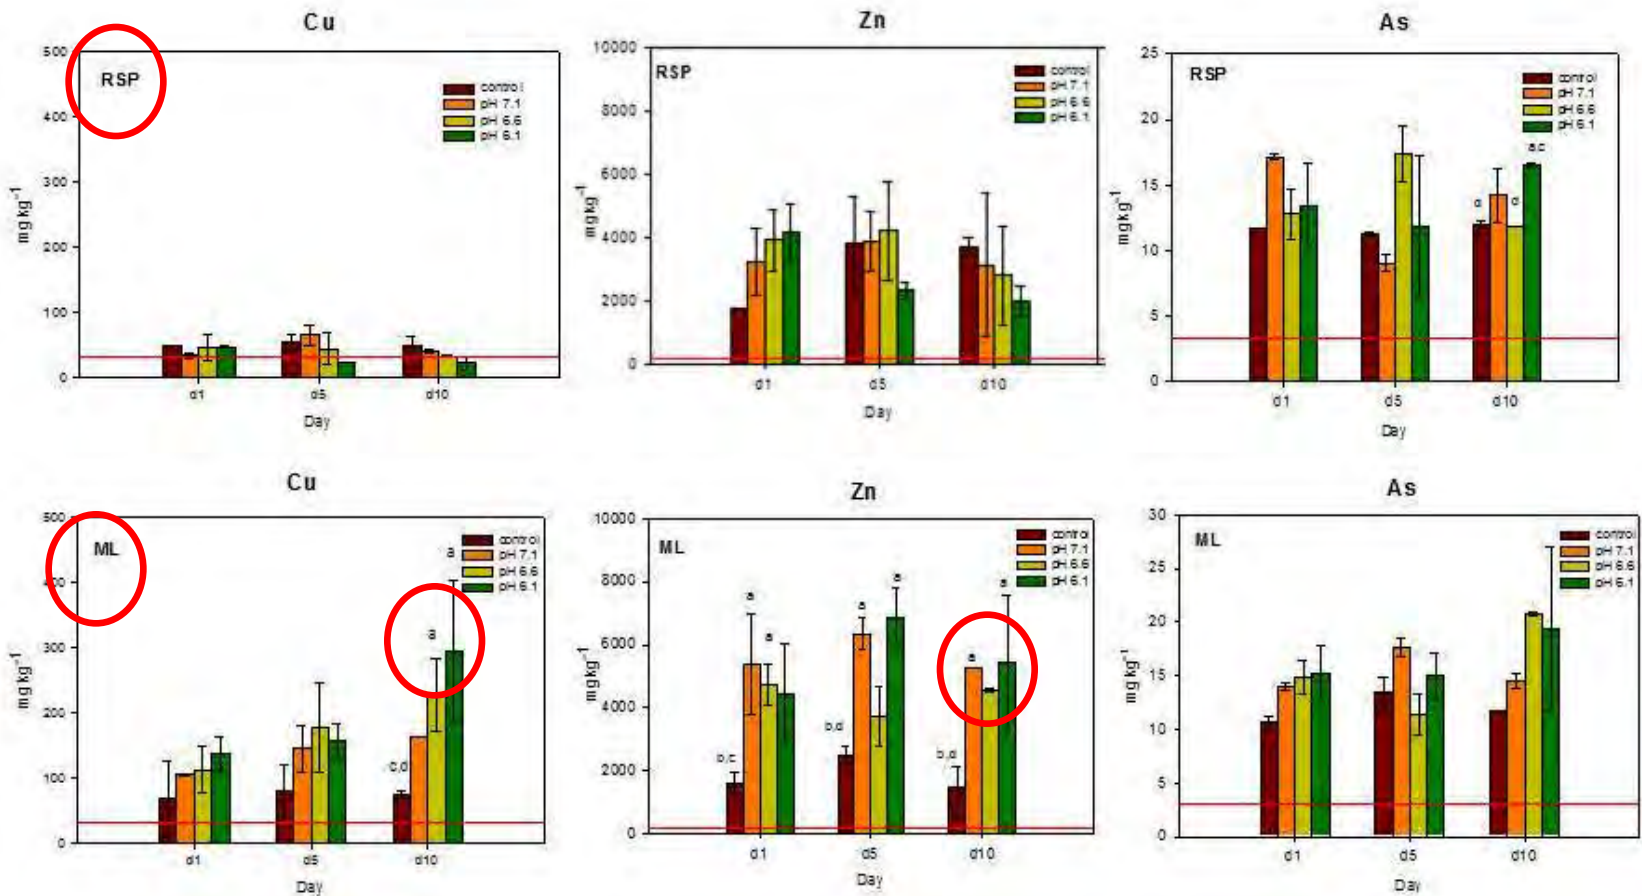 Cu
500
400
300
200
100
0
mg kg-1
RSP
control
pH 7.1
pH 6.6
pH 6.1
d1
d5
d10
Day
Zn
10000
8000
6000
4000
2000
0
mg kg-1
RSP
control
pH 7.1
pH 6.6
pH 6.1
d1
d5
d10
Day
As
25
20
15
10
5
0
mg kg-1
RSP
control
pH 7.1
pH 6.6
pH 6.1
a,c
d
d
d1
d5
d10
Day
Cu
500
400
300
200
100
0
mg kg-1
ML
control
pH 7.1
pH 6.6
pH 6.1
a
a
c,d
d1
d5
d10
Day
Zn
10000
8000
6000
4000
2000
0
mg kg-1
ML
control
pH 7.1
pH 6.6
pH 6.1
b,c
a
a
b,d
a
a
b,d
a
a
d1
d5
d10
Day
As
30
25
20
15
10
5
0
mg kg-1
ML
control
pH 7.1
pH 6.6
pH 6.1
d1
d5
d10
Day